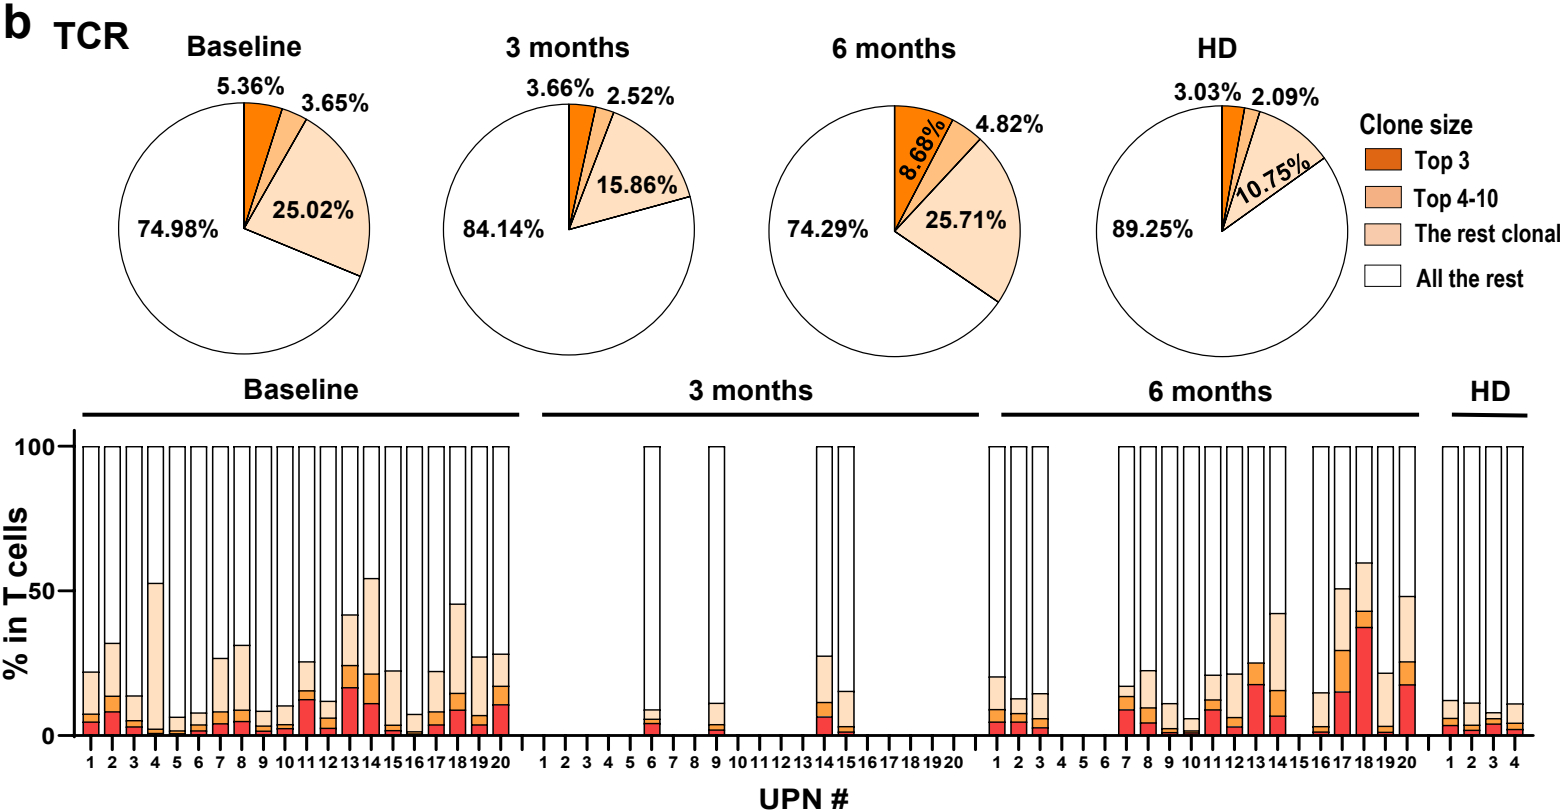 b TCR
Baseline 3 months 6 months HD
5.36% 3.65% 25.02% 74.98%
3.66% 2.52% 15.86% 84.14%
8.68% 4.82% 25.71% 74.29%
3.03% 2.09% 10.75% 89.25%
Clone size
Top 3
Top 4-10
The rest clonal
All the rest
Baseline 3 months 6 months HD
% in T cells
100
50
0
1 2 3 4 5 6 7 8 9 10 11 12 13 14 15 16 17 18 19 20 1 2 3 4 5 6 7 8 9 10 11 12 13 14 15 16 17 18 19 20 1 2 3 4 5 6 7 8 9 10 11 12 13 14 15 16 17 18 19 20 1 2 3 4
UPN #